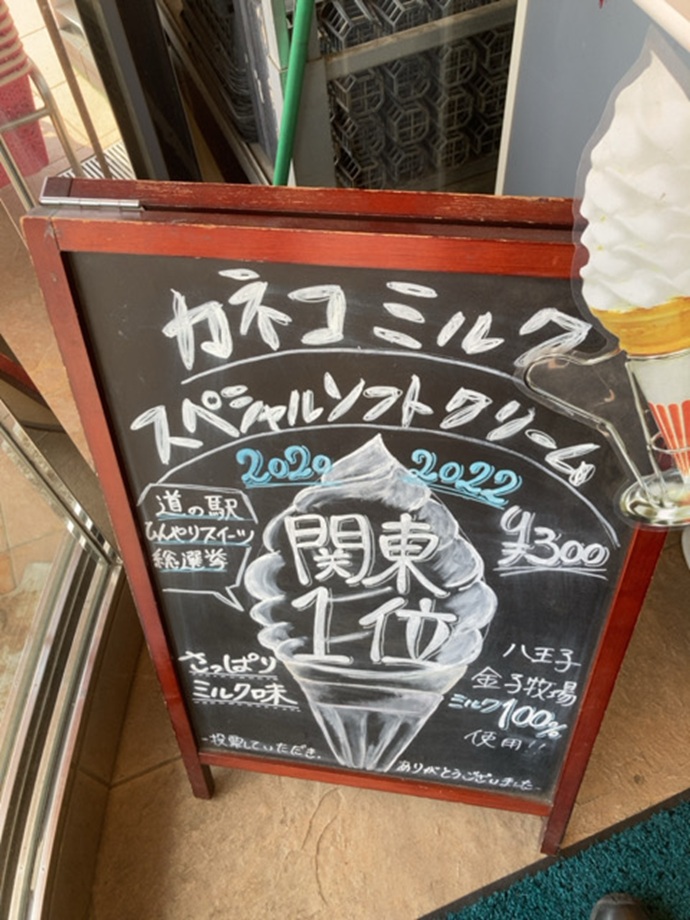 カネコミルク
スペシャルソフトクリーム
2020 2022
道の駅
ひんやりスイーツ
総選挙
関東
1位
¥300
さっぱり
ミルク味
八王子
金子牧場
ミルク100%
使用!!
投票していただき
ありがとうございました